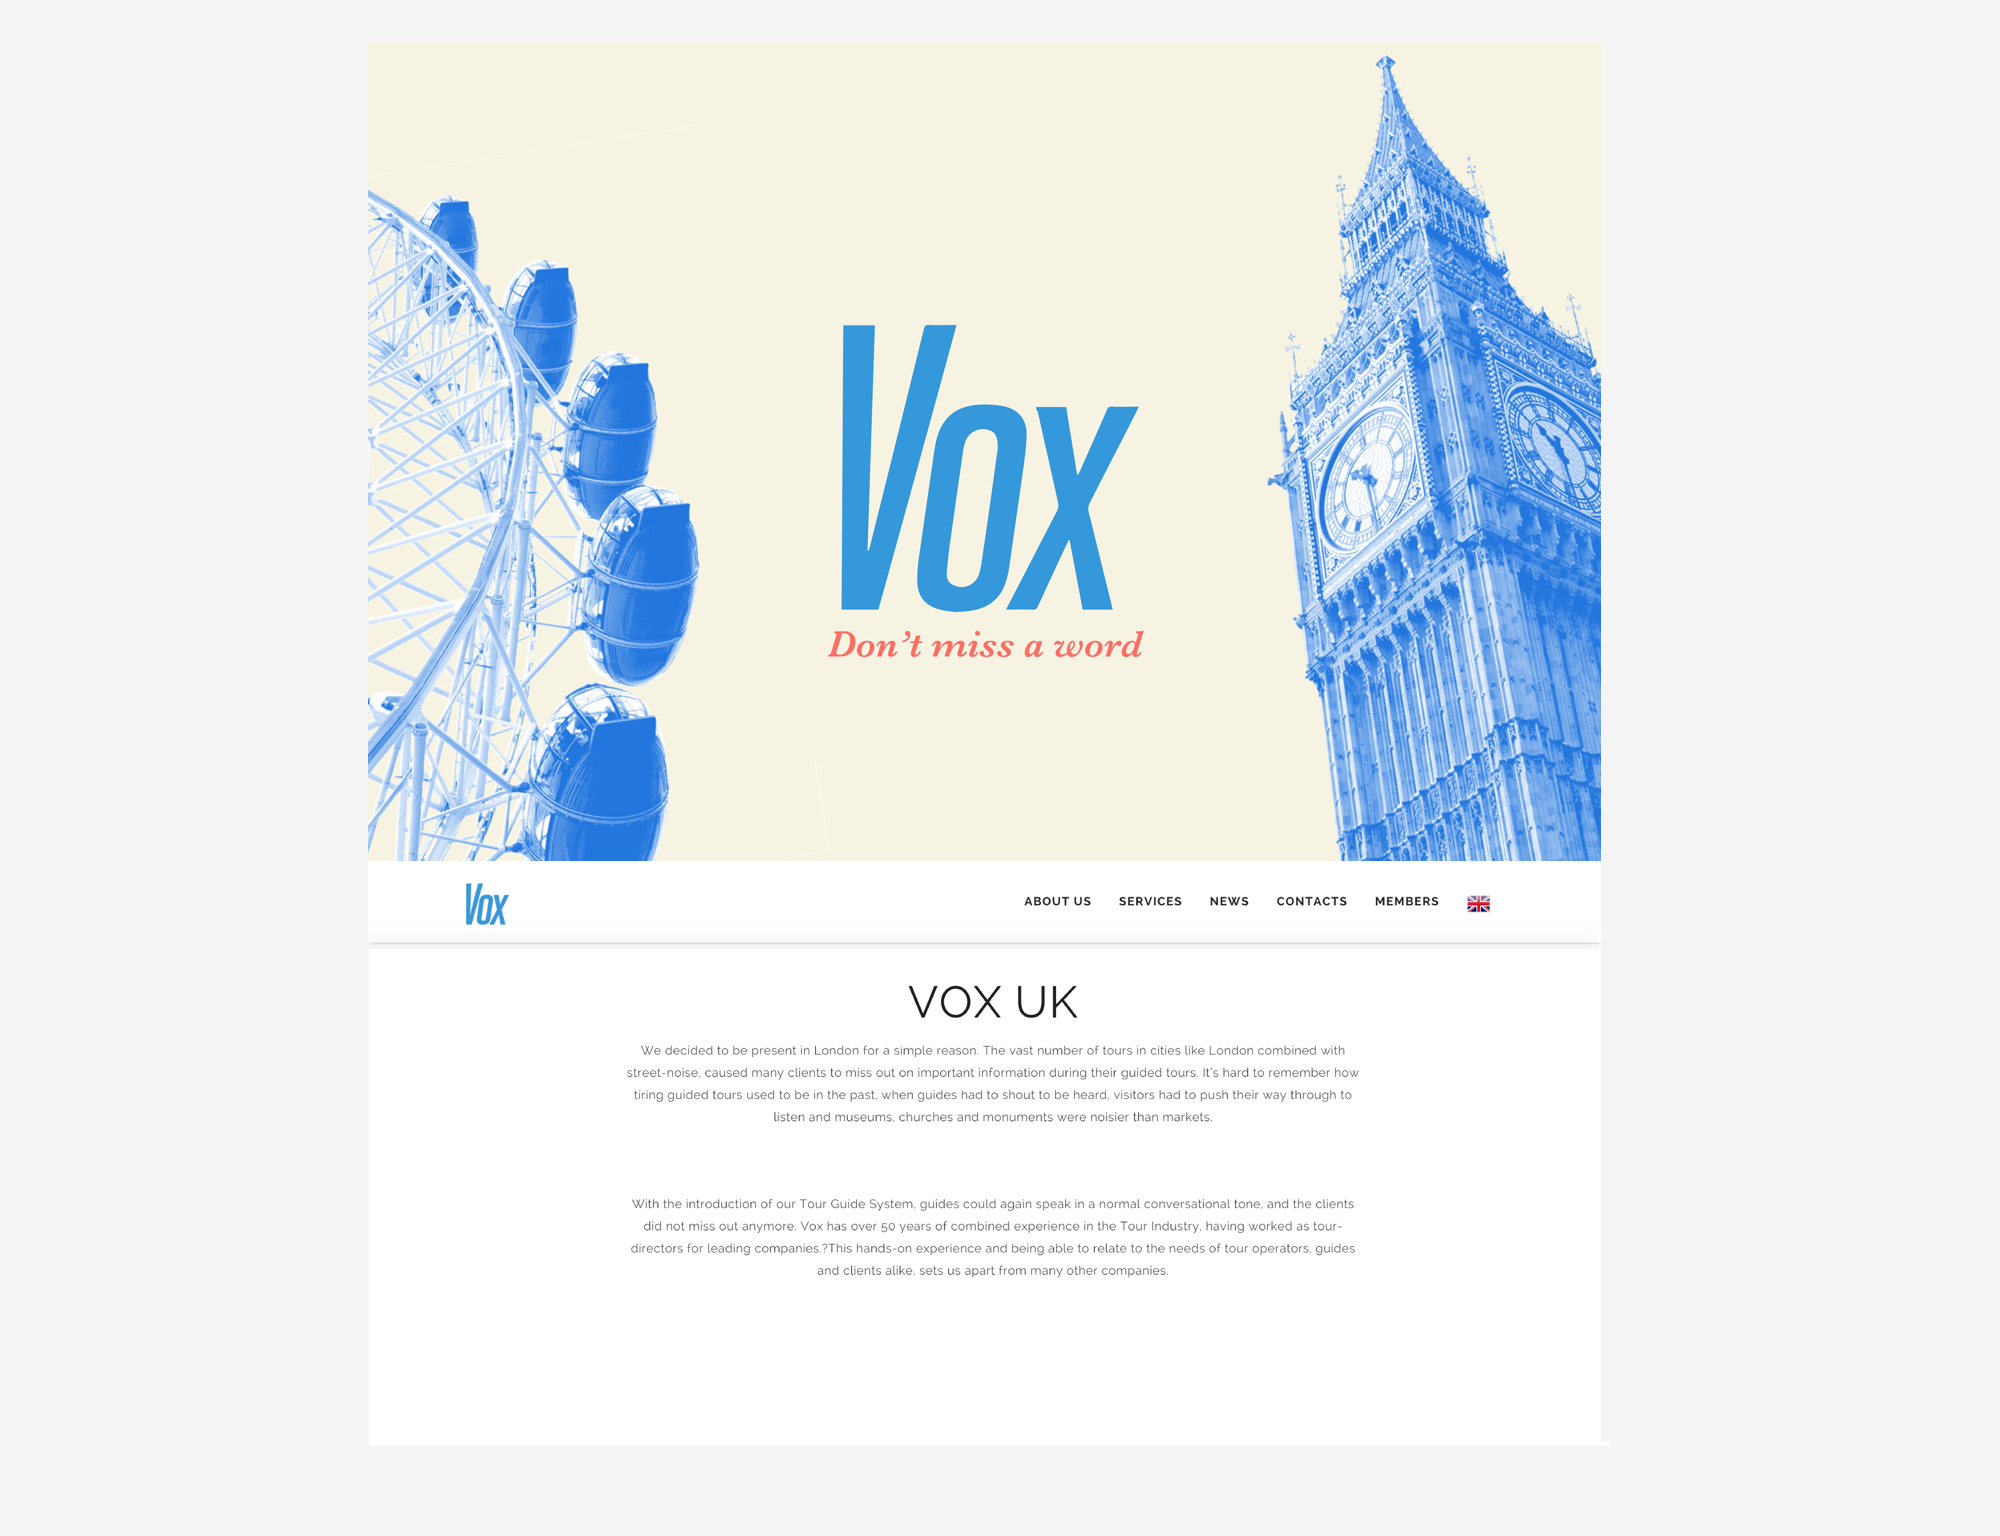 Vox
Don't miss a word
Vox
ABOUT US SERVICES NEWS CONTACTS MEMBERS
VOX UK
We decided to be present in London for a simple reason. The vast number of tours in cities like London combined with
street-noise, caused many clients to miss out on important information during their guided tours. It's hard to remember how
tiring guided tours used to be in the past, when guides had to shout to be heard, visitors had to push their way through to
listen and museums, churches and monuments were noisier than markets.
With the introduction of our Tour Guide System, guides could again speak in a normal conversational tone, and the clients
did not miss out anymore. Vox has over 50 years of combined experience in the Tour Industry, having worked as tour-
directors for leading companies.?This hands-on experience and being able to relate to the needs of tour operators, guides
and clients alike, sets us apart from many other companies.